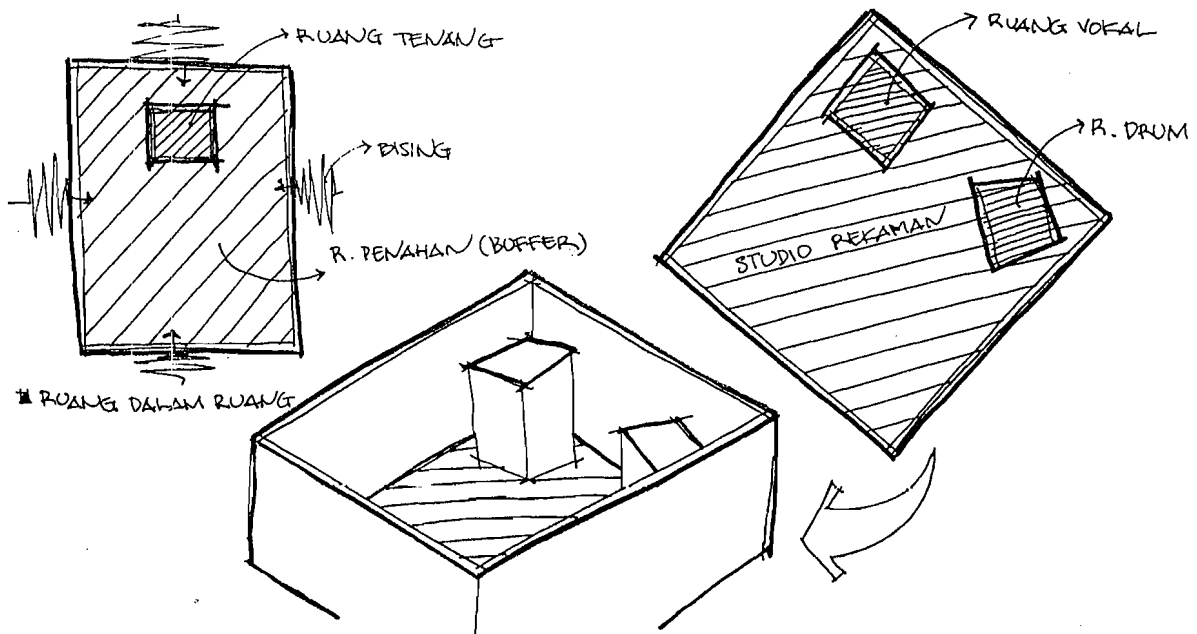 RUANG TENANG
BISING
R. PENAHAN (BUFFER)
RUANG DALAM RUANG
RUANG VOKAL
R. DRUM
STUDIO REKAMAN